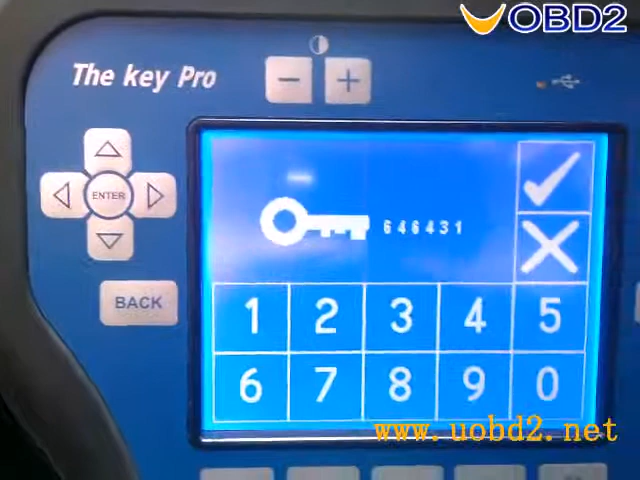 UOBD2
The key Pro
− +
ENTER
646431
BACK
1 2 3 4 5
6 7 8 9 0
www.uobd2.net